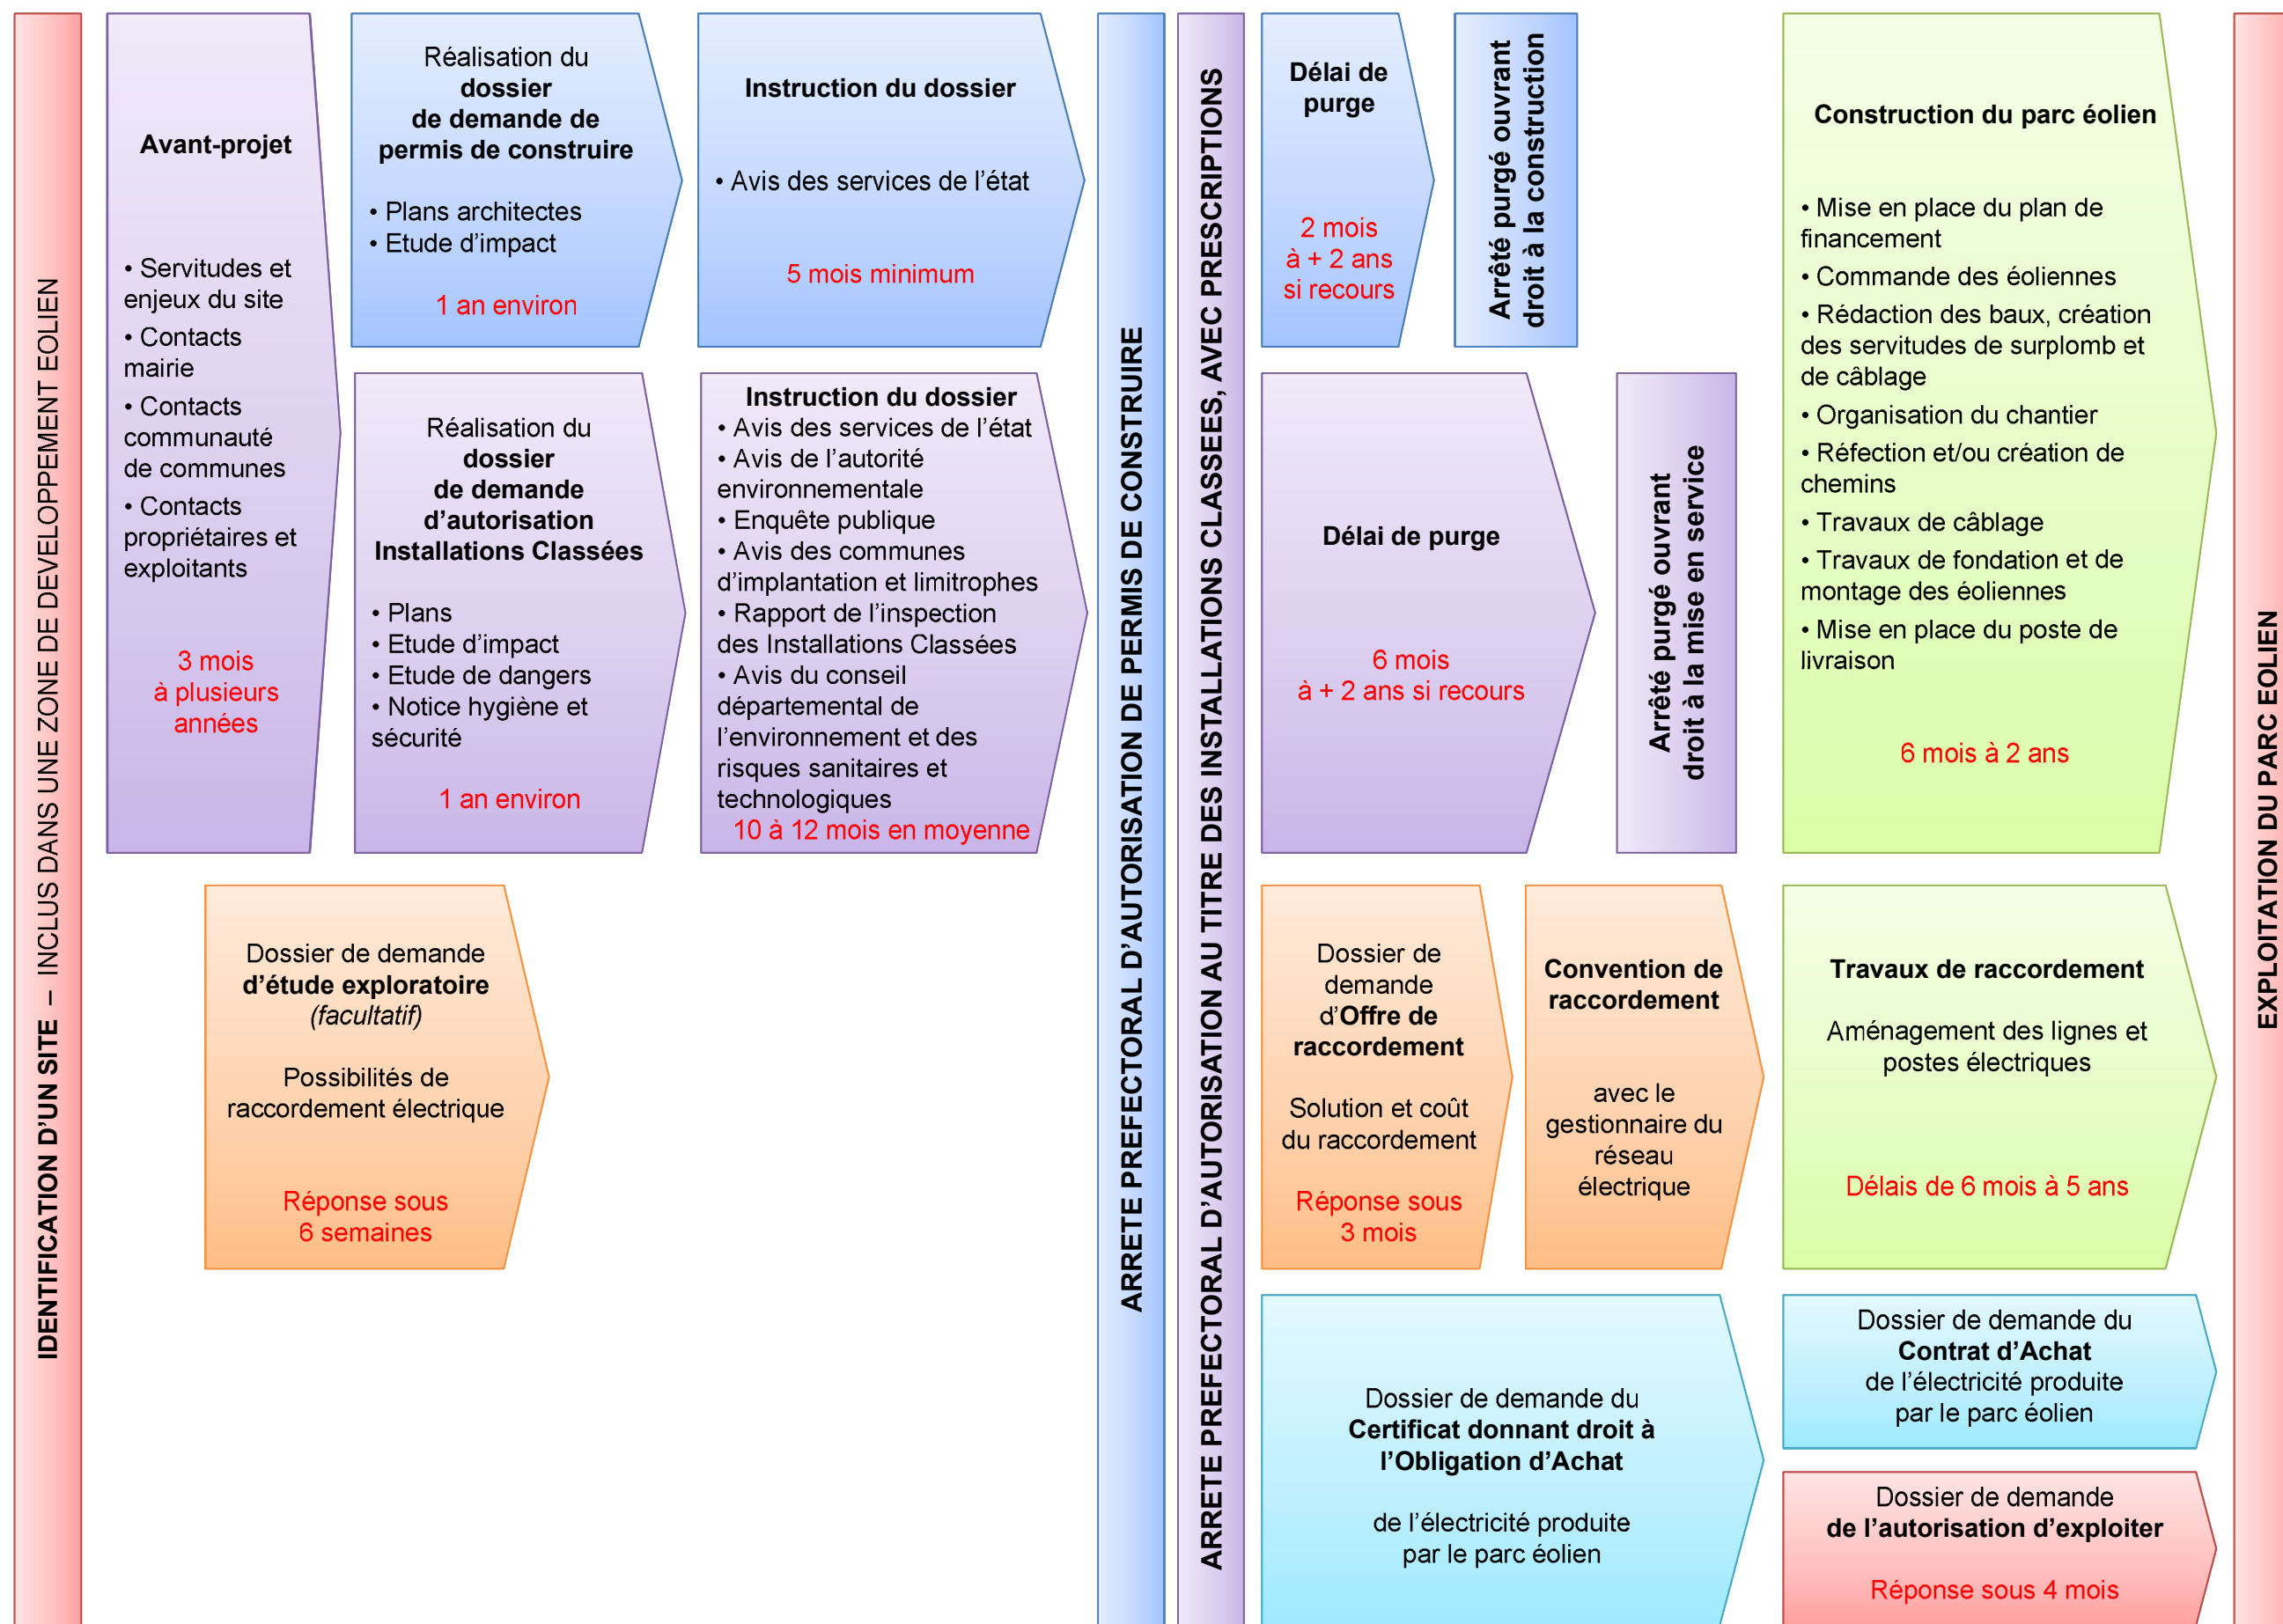 IDENTIFICATION D’UN SITE – INCLUS DANS UNE ZONE DE DEVELOPPEMENT EOLIEN
Avant-projet
• Servitudes et
enjeux du site
• Contacts
mairie
• Contacts
communauté
de communes
• Contacts
propriétaires et
exploitants
3 mois
à plusieurs
années
Réalisation du
dossier
de demande de
permis de construire
• Plans architectes
• Etude d’impact
1 an environ
Instruction du dossier
• Avis des services de l’état
5 mois minimum
Réalisation du
dossier
de demande
d’autorisation
Installations Classées
• Plans
• Etude d’impact
• Etude de dangers
• Notice hygiène et
sécurité
1 an environ
Instruction du dossier
• Avis des services de l’état
• Avis de l’autorité
environnementale
• Enquête publique
• Avis des communes
d’implantation et limitrophes
• Rapport de l’inspection
des Installations Classées
• Avis du conseil
départemental de
l’environnement et des
risques sanitaires et
technologiques
10 à 12 mois en moyenne
Dossier de demande
d’étude exploratoire
(facultatif)
Possibilités de
raccordement électrique
Réponse sous
6 semaines
ARRETE PREFECTORAL D’AUTORISATION DE PERMIS DE CONSTRUIRE
ARRETE PREFECTORAL D’AUTORISATION AU TITRE DES INSTALLATIONS CLASSEES, AVEC PRESCRIPTIONS
Délai de
purge
2 mois
à + 2 ans
si recours
Arrêté purgé ouvrant
droit à la construction
Délai de purge
6 mois
à + 2 ans si recours
Arrêté purgé ouvrant
droit à la mise en service
Construction du parc éolien
• Mise en place du plan de
financement
• Commande des éoliennes
• Rédaction des baux, création
des servitudes de surplomb et
de câblage
• Organisation du chantier
• Réfection et/ou création de
chemins
• Travaux de câblage
• Travaux de fondation et de
montage des éoliennes
• Mise en place du poste de
livraison
6 mois à 2 ans
Dossier de
demande
d’Offre de
raccordement
Solution et coût
du raccordement
Réponse sous
3 mois
Convention de
raccordement
avec le
gestionnaire du
réseau
électrique
Travaux de raccordement
Aménagement des lignes et
postes électriques
Délais de 6 mois à 5 ans
Dossier de demande du
Certificat donnant droit à
l’Obligation d’Achat
de l’électricité produite
par le parc éolien
Dossier de demande du
Contrat d’Achat
de l’électricité produite
par le parc éolien
Dossier de demande
de l’autorisation d’exploiter
Réponse sous 4 mois
EXPLOITATION DU PARC EOLIEN